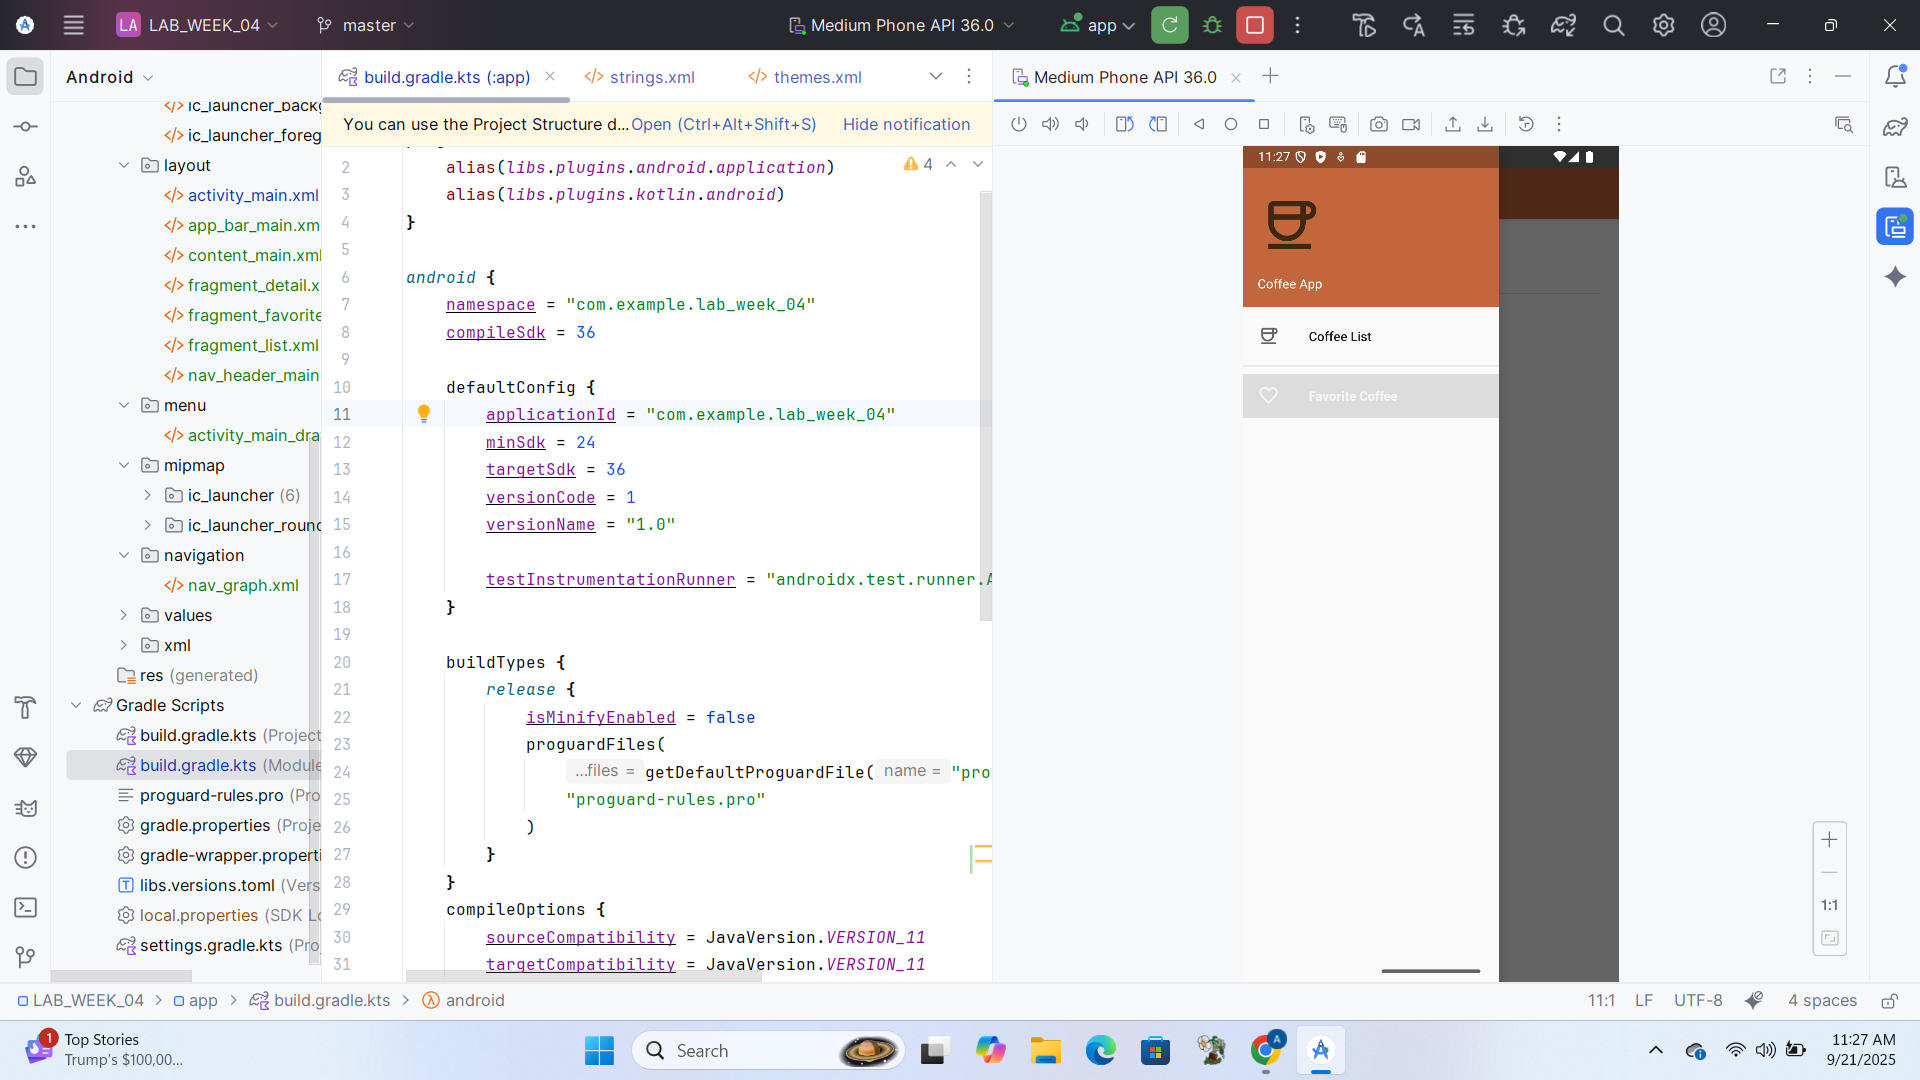 LA LAB_WEEK_04
master
Medium Phone API 36.0
app
Android
build.gradle.kts (:app)
strings.xml
themes.xml
Medium Phone API 36.0
You can use the Project Structure d...Open (Ctrl+Alt+Shift+S) Hide notification
ic_launcher_backg
ic_launcher_foreg
layout
activity_main.xml
app_bar_main.xm
content_main.xml
fragment_detail.x
fragment_favorite
fragment_list.xml
nav_header_main
menu
activity_main_dra
mipmap
ic_launcher (6)
ic_launcher_round
navigation
nav_graph.xml
values
xml
res (generated)
Gradle Scripts
build.gradle.kts (Project
build.gradle.kts (Module
proguard-rules.pro (Pro
gradle.properties (Proje
gradle-wrapper.properti
libs.versions.toml (Vers
local.properties (SDK Lo
settings.gradle.kts (Pro
4
2 alias(libs.plugins.android.application)
3 alias(libs.plugins.kotlin.android)
4 }
5
6 android {
7 namespace = "com.example.lab_week_04"
8 compileSdk = 36
9
10 defaultConfig {
11 applicationId = "com.example.lab_week_04"
12 minSdk = 24
13 targetSdk = 36
14 versionCode = 1
15 versionName = "1.0"
16
17 testInstrumentationRunner = "androidx.test.runner.A
18 }
19
20 buildTypes {
21 release {
22 isMinifyEnabled = false
23 proguardFiles(
24 ...files = getDefaultProguardFile( name = "pro
25 "proguard-rules.pro"
26 )
27 }
28 }
29 compileOptions {
30 sourceCompatibility = JavaVersion.VERSION_11
31 targetCompatibility = JavaVersion.VERSION_11
11:27
Coffee App
Coffee List
Favorite Coffee
1:1
LAB_WEEK_04 > app > build.gradle.kts > android
11:1 LF UTF-8 4 spaces
1
Top Stories
Trump's $100,00...
Search
A
11:27 AM
9/21/2025